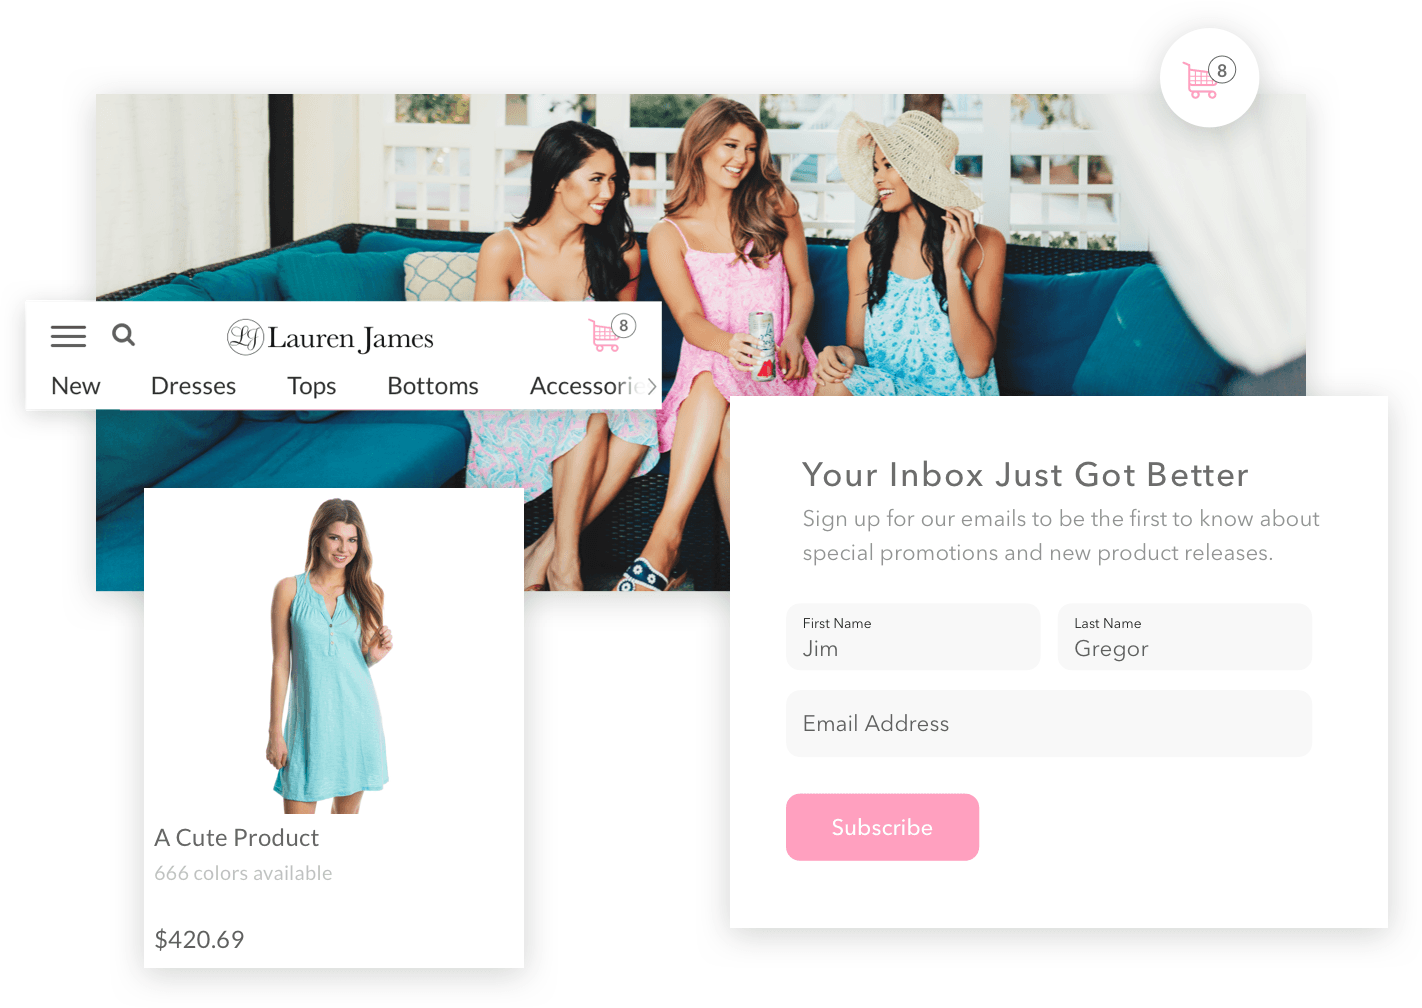 8
LJ Lauren James
8
New Dresses Tops Bottoms Accessorie
Your Inbox Just Got Better
Sign up for our emails to be the first to know about
special promotions and new product releases.
First Name
Jim
Last Name
Gregor
Email Address
Subscribe
A Cute Product
666 colors available
$420.69